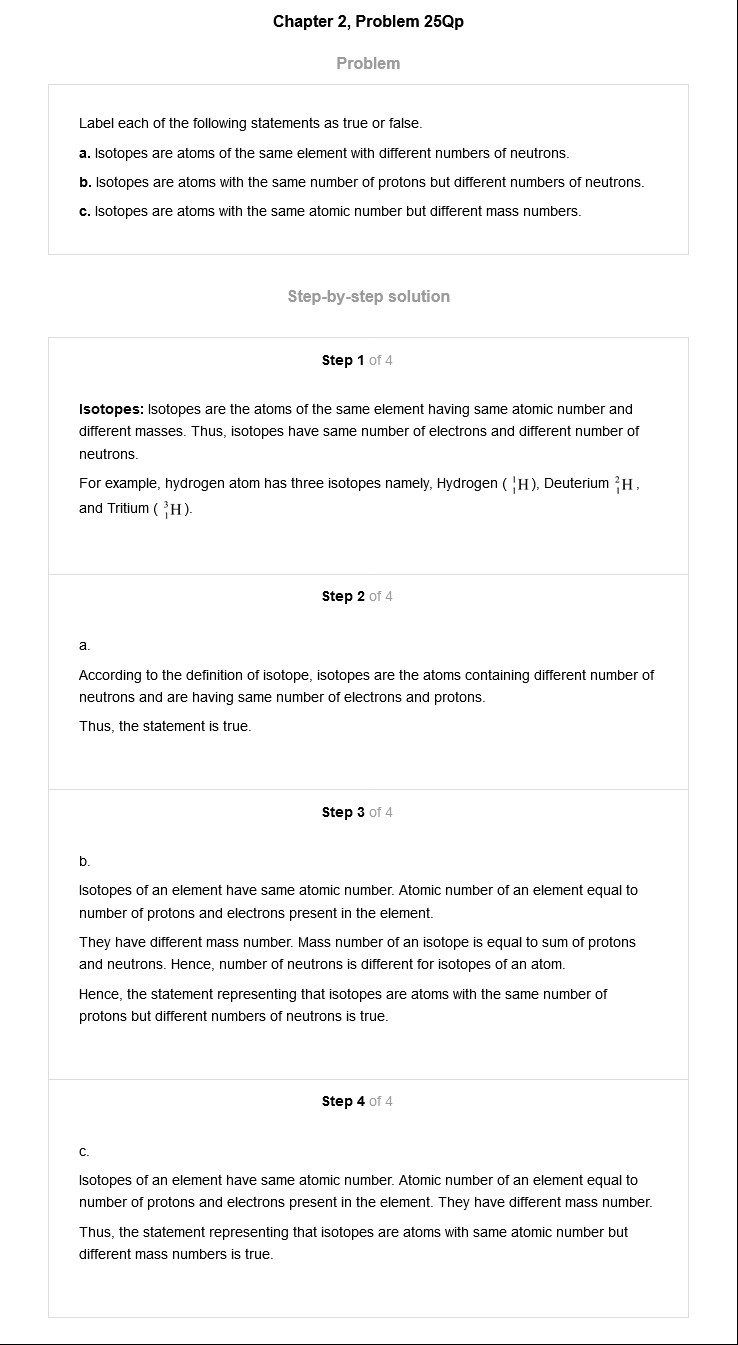 Chapter 2, Problem 25Qp
Problem
Label each of the following statements as true or false.
a. Isotopes are atoms of the same element with different numbers of neutrons.
b. Isotopes are atoms with the same number of protons but different numbers of neutrons.
c. Isotopes are atoms with the same atomic number but different mass numbers.
Step-by-step solution
Step 1 of 4
Isotopes: Isotopes are the atoms of the same element having same atomic number and
different masses. Thus, isotopes have same number of electrons and different number of
neutrons.
For example, hydrogen atom has three isotopes namely, Hydrogen ( ¹₁H), Deuterium ²₁H ,
and Tritium ( ³₁H ).
Step 2 of 4
a.
According to the definition of isotope, isotopes are the atoms containing different number of
neutrons and are having same number of electrons and protons.
Thus, the statement is true.
Step 3 of 4
b.
Isotopes of an element have same atomic number. Atomic number of an element equal to
number of protons and electrons present in the element.
They have different mass number. Mass number of an isotope is equal to sum of protons
and neutrons. Hence, number of neutrons is different for isotopes of an atom.
Hence, the statement representing that isotopes are atoms with the same number of
protons but different numbers of neutrons is true.
Step 4 of 4
c.
Isotopes of an element have same atomic number. Atomic number of an element equal to
number of protons and electrons present in the element. They have different mass number.
Thus, the statement representing that isotopes are atoms with same atomic number but
different mass numbers is true.